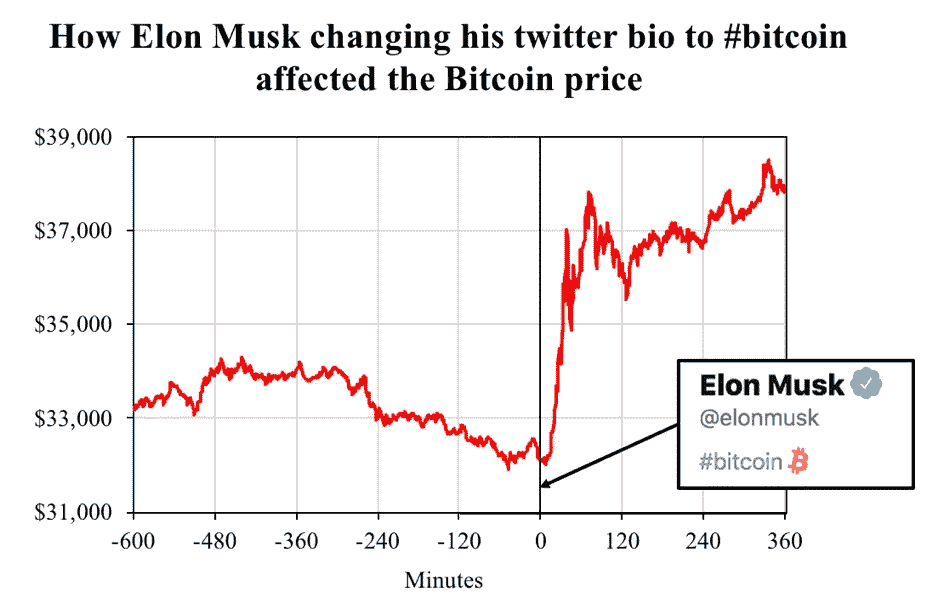 How Elon Musk changing his twitter bio to #bitcoin
affected the Bitcoin price
$39,000
$37,000
$35,000
$33,000
$31,000
Elon Musk
@elonmusk
#bitcoin
-600 -480 -360 -240 -120 0 120 240 360
Minutes